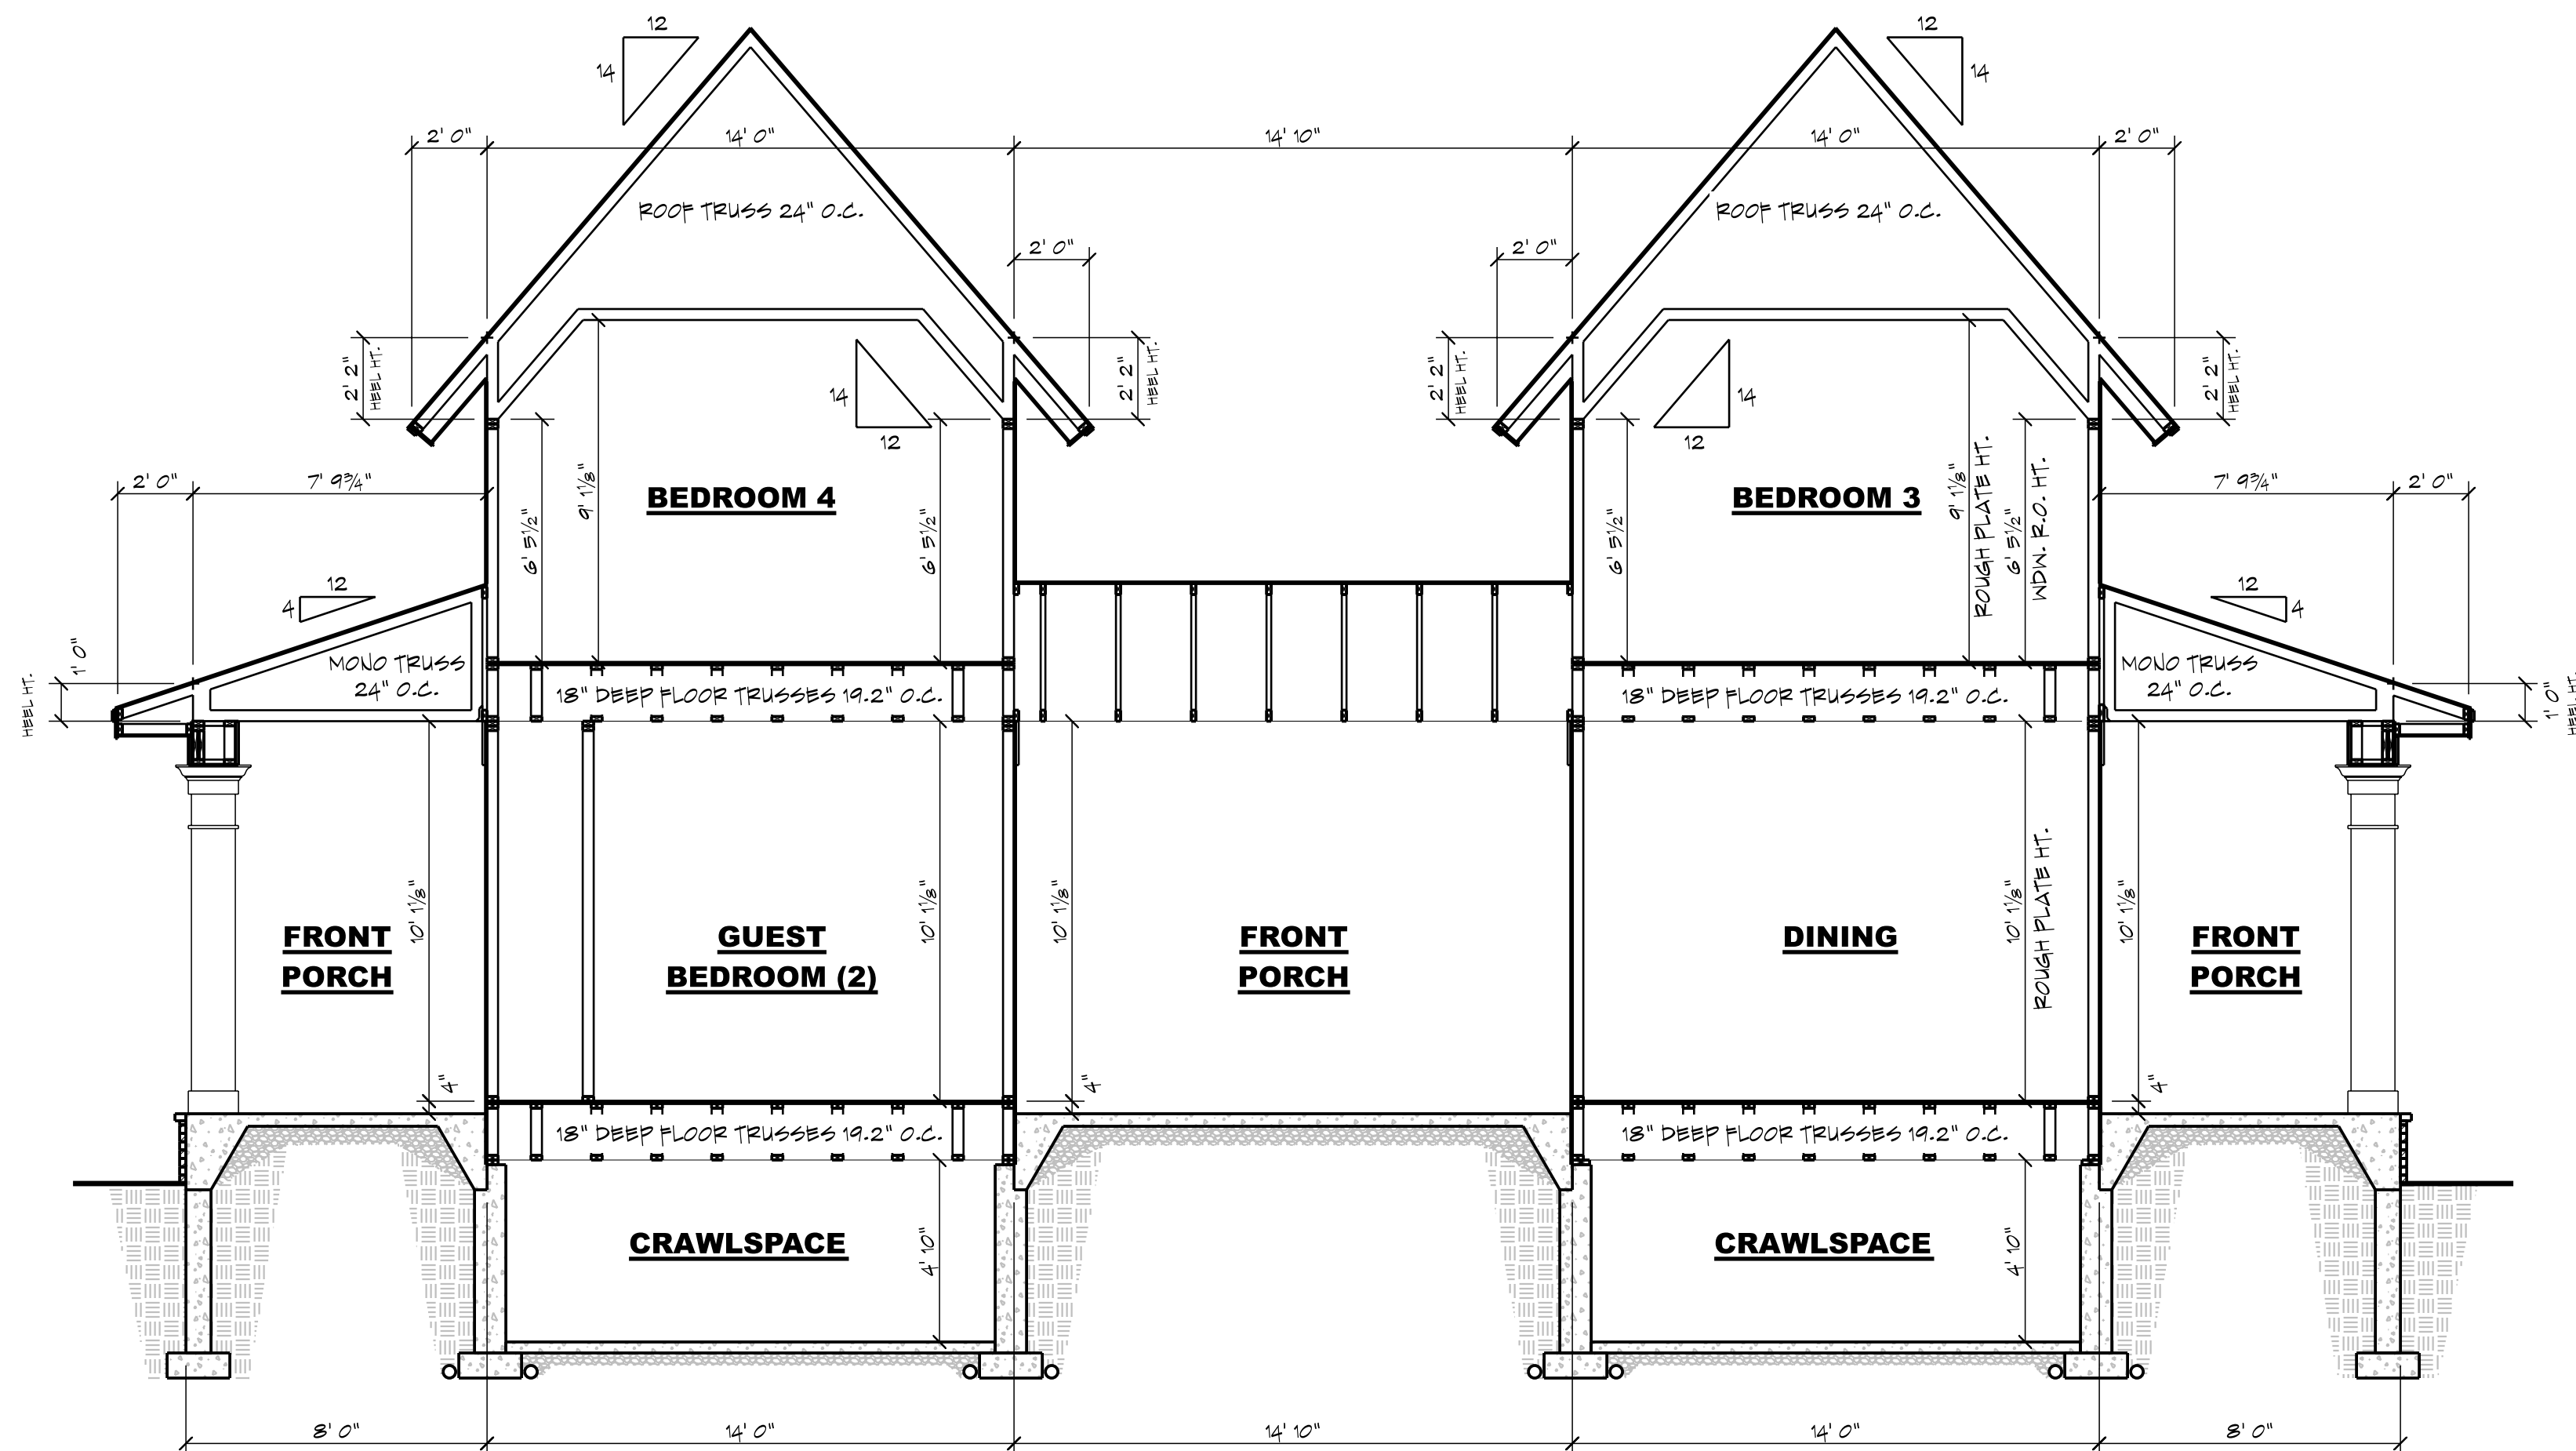 12
12
14
14
2' 0"
14' 0"
14' 10"
14' 0"
2' 0"
ROOF TRUSS 24" O.C.
ROOF TRUSS 24" O.C.
2' 0"
2' 0"
2' 2"
HEEL HT.
14
12
2' 2"
HEEL HT.
2' 2"
HEEL HT.
14
12
2' 2"
HEEL HT.
2' 0"
7' 9¾"
6' 5½"
9' 1⅛"
BEDROOM 4
6' 5½"
6' 5½"
BEDROOM 3
9' 1⅛"
ROUGH PLATE HT.
6' 5½"
WDW. R.O. HT.
7' 9¾"
2' 0"
12
4
12
4
1' 0"
HEEL HT.
MONO TRUSS
24" O.C.
18" DEEP FLOOR TRUSSES 19.2" O.C.
18" DEEP FLOOR TRUSSES 19.2" O.C.
MONO TRUSS
24" O.C.
1' 0"
HEEL HT.
FRONT
PORCH
10' 1⅛"
GUEST
BEDROOM (2)
10' 1⅛"
10' 1⅛"
FRONT
PORCH
DINING
10' 1⅛"
ROUGH PLATE HT.
10' 1⅛"
FRONT
PORCH
4"
4"
4"
18" DEEP FLOOR TRUSSES 19.2" O.C.
18" DEEP FLOOR TRUSSES 19.2" O.C.
CRAWLSPACE
4' 10"
CRAWLSPACE
4' 10"
8' 0"
14' 0"
14' 10"
14' 0"
8' 0"